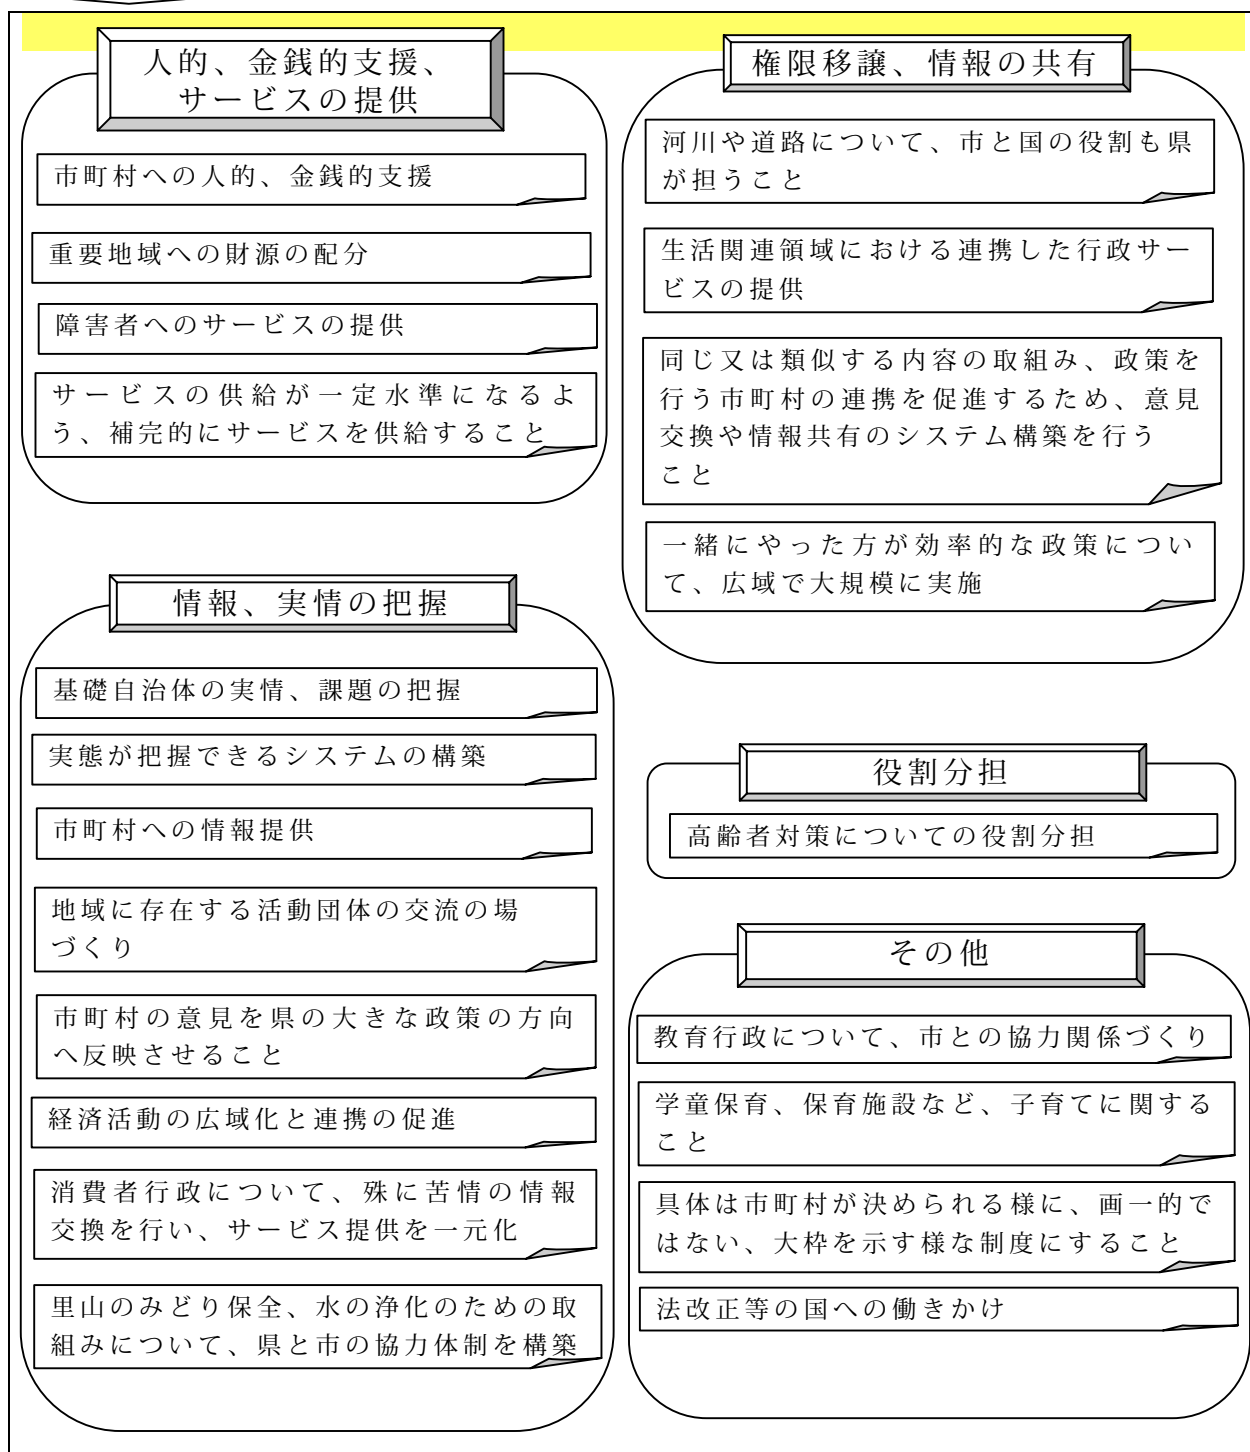 人的、金銭的支援、
サービスの提供
市町村への人的、金銭的支援
重要地域への財源の配分
障害者へのサービスの提供
サービスの供給が一定水準になるよ
う、補完的にサービスを供給すること
情報、実情の把握
基礎自治体の実情、課題の把握
実態が把握できるシステムの構築
市町村への情報提供
地域に存在する活動団体の交流の場
づくり
市町村の意見を県の大きな政策の方向
へ反映させること
経済活動の広域化と連携の促進
消費者行政について、殊に苦情の情報
交換を行い、サービス提供を一元化
里山のみどり保全、水の浄化のための取
組みについて、県と市の協力体制を構築
権限移譲、情報の共有
河川や道路について、市と国の役割も県
が担うこと
生活関連領域における連携した行政サー
ビスの提供
同じ又は類似する内容の取組み、政策を
行う市町村の連携を促進するため、意見
交換や情報共有のシステム構築を行う
こと
一緒にやった方が効率的な政策につい
て、広域で大規模に実施
役割分担
高齢者対策についての役割分担
その他
教育行政について、市との協力関係づくり
学童保育、保育施設など、子育てに関する
こと
具体は市町村が決められる様に、画一的で
はない、大枠を示す様な制度にすること
法改正等の国への働きかけ